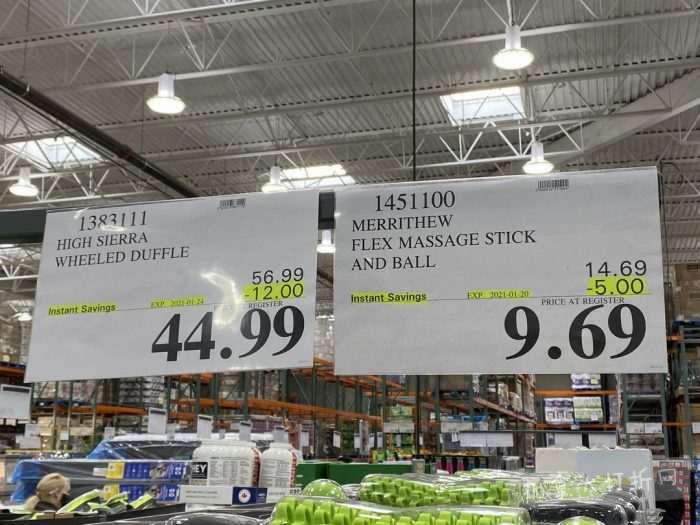 1383111
HIGH SIERRA
WHEELED DUFFLE
56.99
-12.00
Instant Savings
EXP. 2021-01-24
REGISTER
44.99
1451100
MERRITHEW
FLEX MASSAGE STICK
AND BALL
14.69
-5.00
Instant Savings
EXP. 2021-01-20
PRICE AT REGISTER
9.69